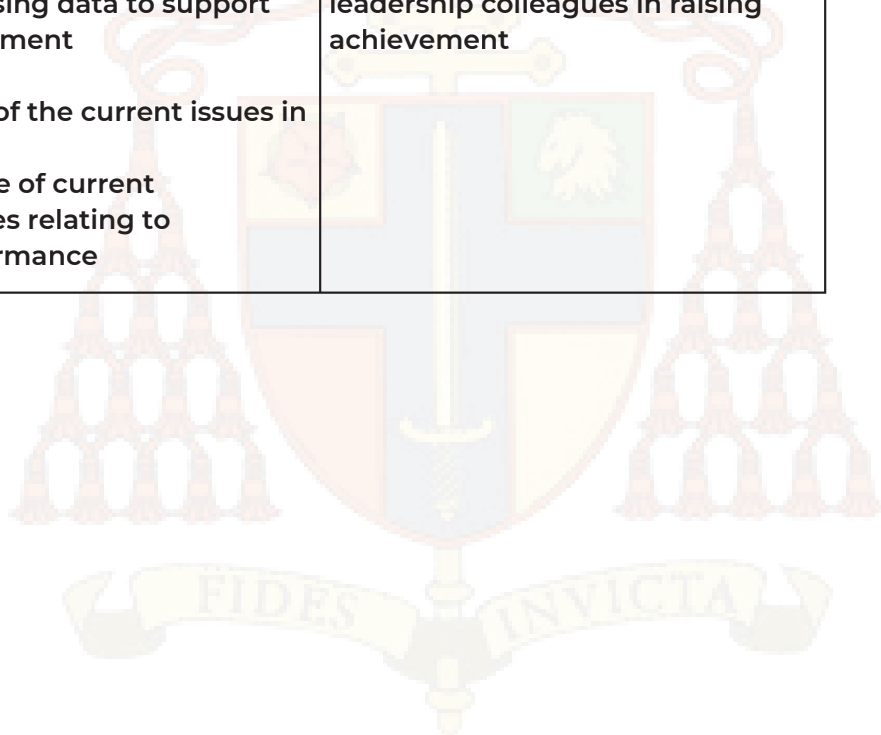 sing data to support
ment
of the current issues in
e of current
es relating to
rmance
leadership colleagues in raising
achievement
FIDES INVICTA